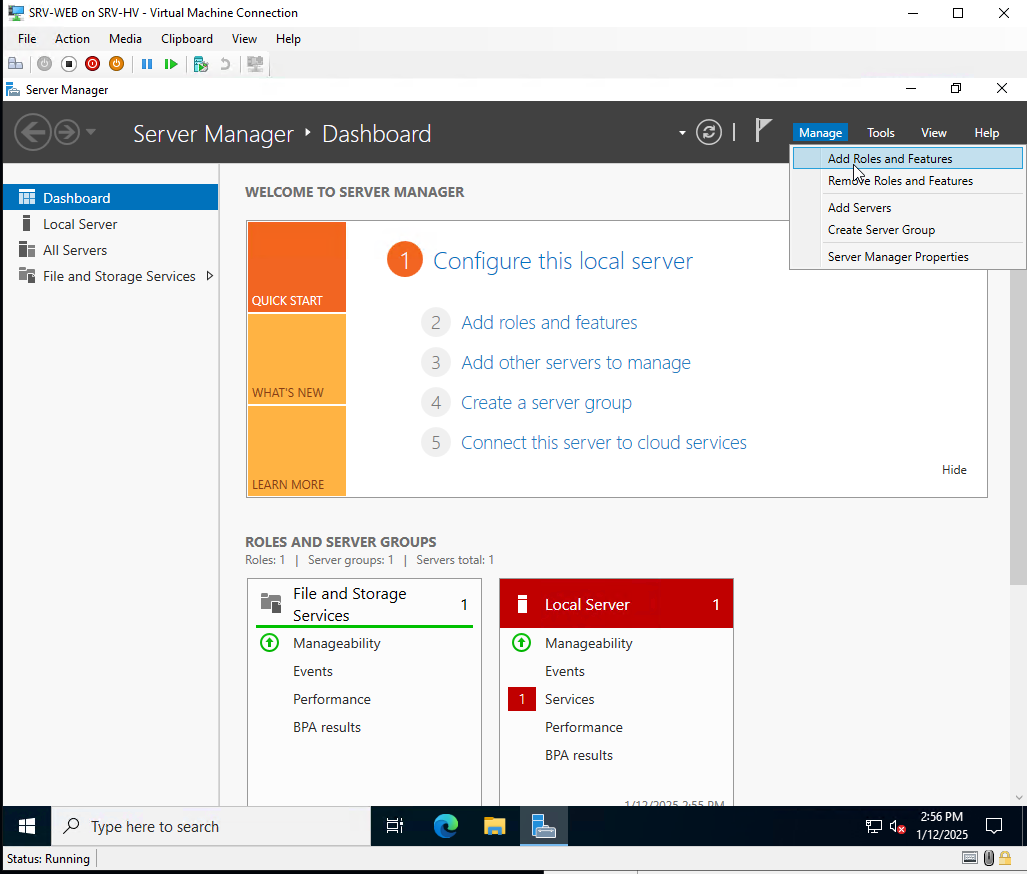 SRV-WEB on SRV-HV - Virtual Machine Connection
File Action Media Clipboard View Help
Server Manager
Server Manager Dashboard
Manage Tools View Help
Add Roles and Features
Remove Roles and Features
Add Servers
Create Server Group
Server Manager Properties
Dashboard
Local Server
All Servers
File and Storage Services
WELCOME TO SERVER MANAGER
QUICK START
WHAT'S NEW
LEARN MORE
1 Configure this local server
2 Add roles and features
3 Add other servers to manage
4 Create a server group
5 Connect this server to cloud services
Hide
ROLES AND SERVER GROUPS
Roles: 1 | Server groups: 1 | Servers total: 1
File and Storage
Services
1
Manageability
Events
Performance
BPA results
Local Server 1
Manageability
Events
1 Services
Performance
BPA results
1/12/2025 2:55 PM
Type here to search
2:56 PM
1/12/2025
Status: Running